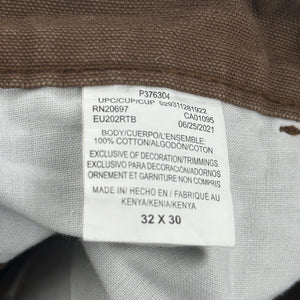 P376304
UPC/CUP/CUP 029311281922
RN20697 CA01095
EU202RTB 06/25/2021
BODY/CUERPO/L'ENSEMBLE:
100% COTTON/ALGODÓN/COTON
EXCLUSIVE OF DECORATION/TRIMMINGS
EXCLUSIVO DE DECORACIÓN/ADORNOS
ORNEMENT ET GARNITURE NON COMPRIS
MADE IN/ HECHO EN / FABRIQUÉ AU
KENYA/KENIA/KENYA
32 X 30